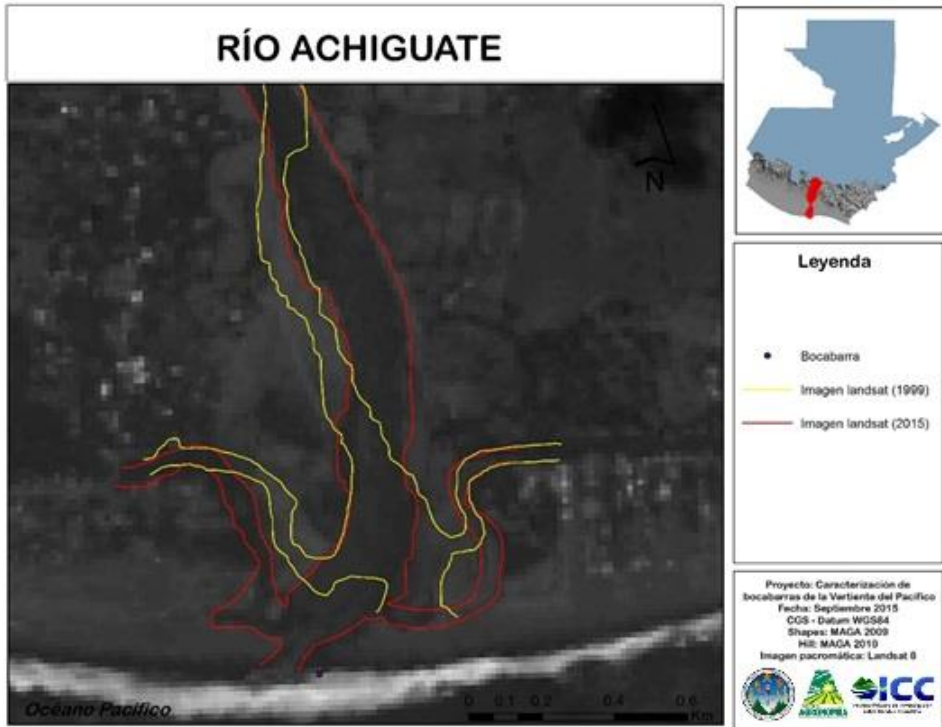 RÍO ACHIGUATE
N
Océano Pacífico
0 0.1 0.2 0.4 0.6
Km
Leyenda
Bocabarra
Imagen landsat (1999)
Imagen landsat (2015)
Proyecto: Caracterización de
bocabarras de la Vertiente del Pacífico
Fecha: Septiembre 2015
CGS - Datum WGS84
Shapes: MAGA 2009
Hill: MAGA 2010
Imagen pacromática: Landsat 8
AGRONOMIA
ICC